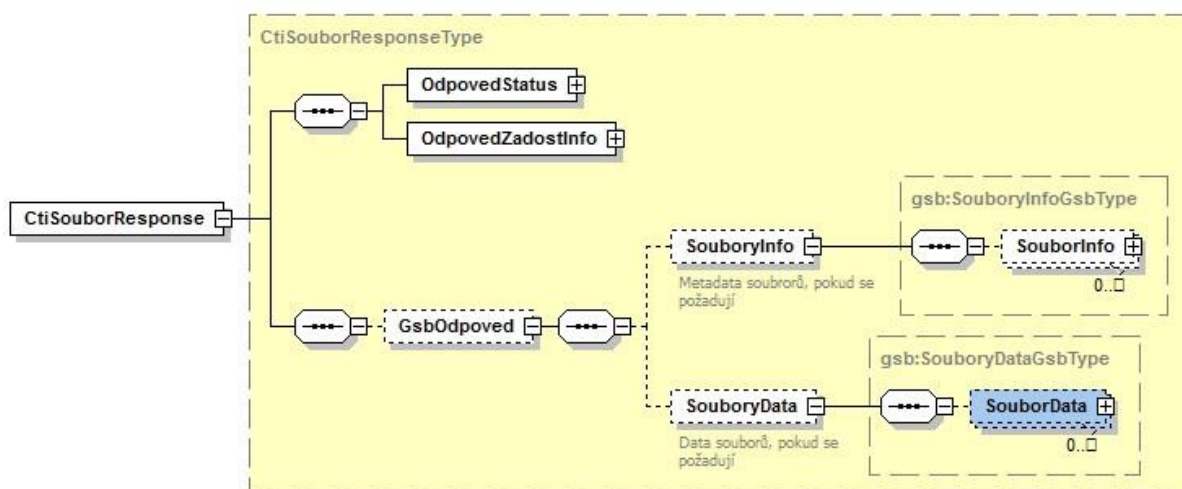 CtiSouborResponseType
OdpovedStatus
OdpovedZadostInfo
CtiSouborResponse
gsb:SouboryInfoGsbType
SouboryInfo
SouborInfo
Metadata soubrorů, pokud se
požadují
0..□
GsbOdpoved
gsb:SouboryDataGsbType
SouboryData
SouborData
Data souborů, pokud se
požadují
0..□